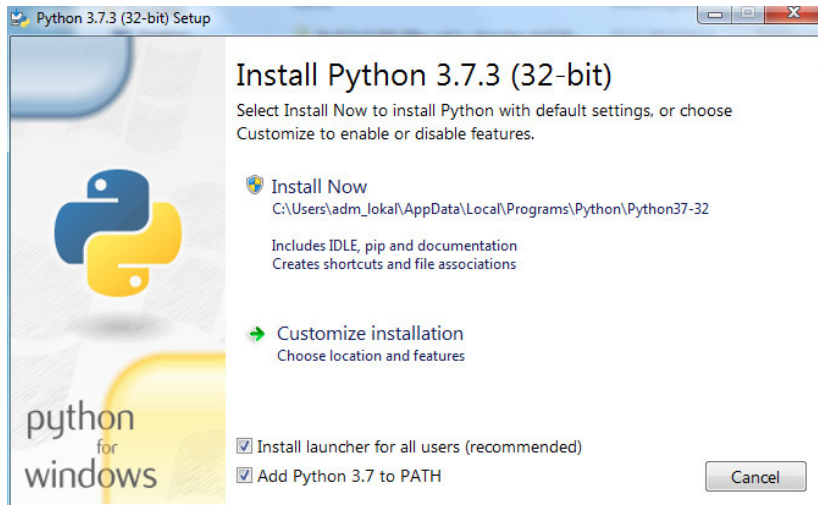 Python 3.7.3 (32-bit) Setup
Install Python 3.7.3 (32-bit)
Select Install Now to install Python with default settings, or choose
Customize to enable or disable features.
Install Now
C:\Users\adm_lokal\AppData\Local\Programs\Python\Python37-32
Includes IDLE, pip and documentation
Creates shortcuts and file associations
Customize installation
Choose location and features
python
for
windows
Install launcher for all users (recommended)
Add Python 3.7 to PATH
Cancel